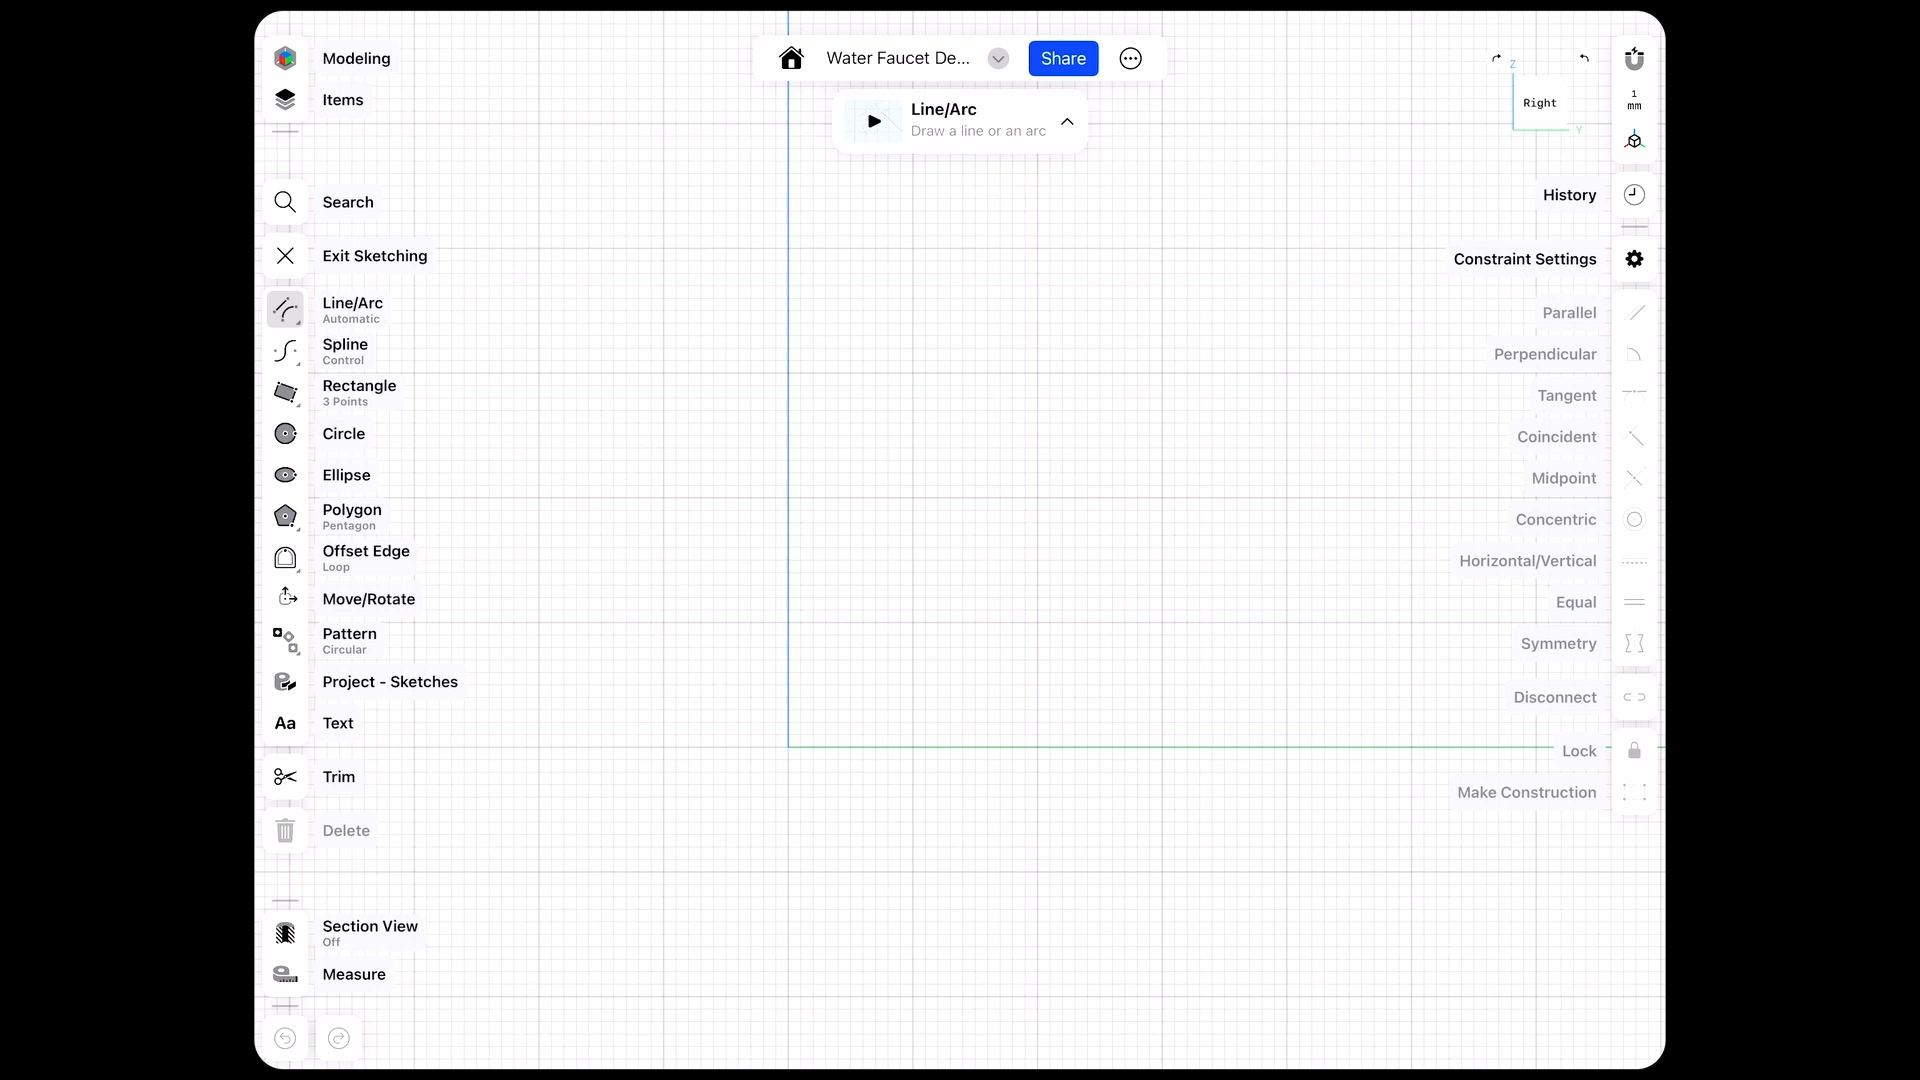 Modeling
Items
Search
Exit Sketching
Line/Arc
Automatic
Spline
Control
Rectangle
3 Points
Circle
Ellipse
Polygon
Pentagon
Offset Edge
Loop
Move/Rotate
Pattern
Circular
Project - Sketches
Aa Text
Trim
Delete
Section View
Off
Measure
Water Faucet De...
Share
Line/Arc
Draw a line or an arc
Z
Right
Y
1
mm
History
Constraint Settings
Parallel
Perpendicular
Tangent
Coincident
Midpoint
Concentric
Horizontal/Vertical
Equal
Symmetry
Disconnect
Lock
Make Construction